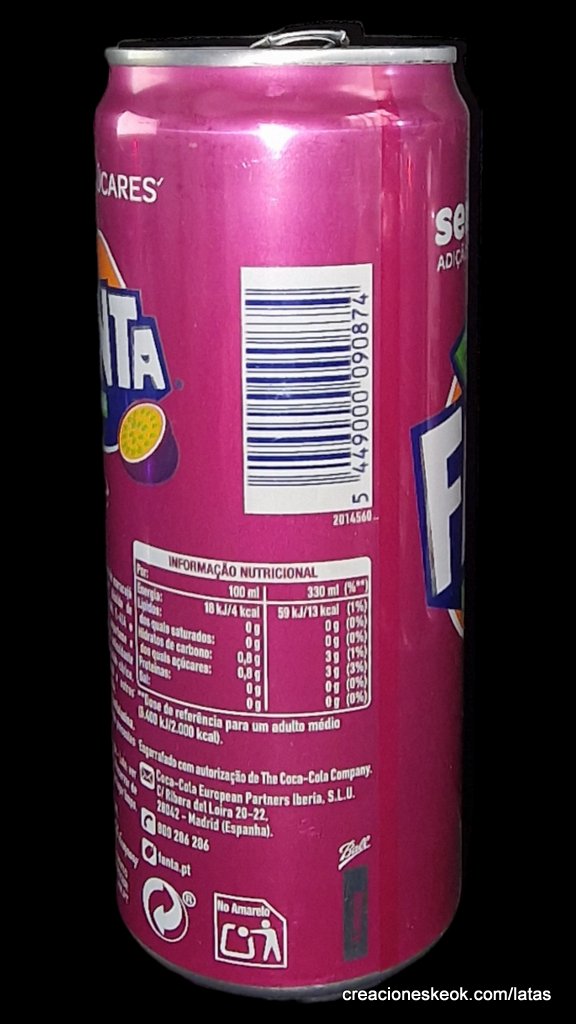 CARES
NTA
5 449000 090874
2014560
INFORMAÇÃO NUTRICIONAL
Por: 100 ml 330 ml (%**)
Energia: 18 kJ/4 kcal 59 kJ/13 kcal (1%)
Lípidos: 0 g 0 g (0%)
dos quais saturados: 0 g 0 g (0%)
Hidratos de carbono: 0,8 g 3 g (1%)
dos quais açúcares: 0,8 g 3 g (3%)
Proteínas: 0 g 0 g (0%)
Sal: 0 g 0 g (0%)
**Dose de referência para um adulto médio
(8.400 kJ/2.000 kcal).
Engarrafado com autorização de The Coca-Cola Company.
Coca-Cola European Partners Iberia, S.L.U.
C/ Ribera del Loira 20-22,
28042 - Madrid (Espanha).
800 206 286
fanta.pt
No Amarelo
Ball
se
ADIÇÃ
F
creacioneskeok.com/latas